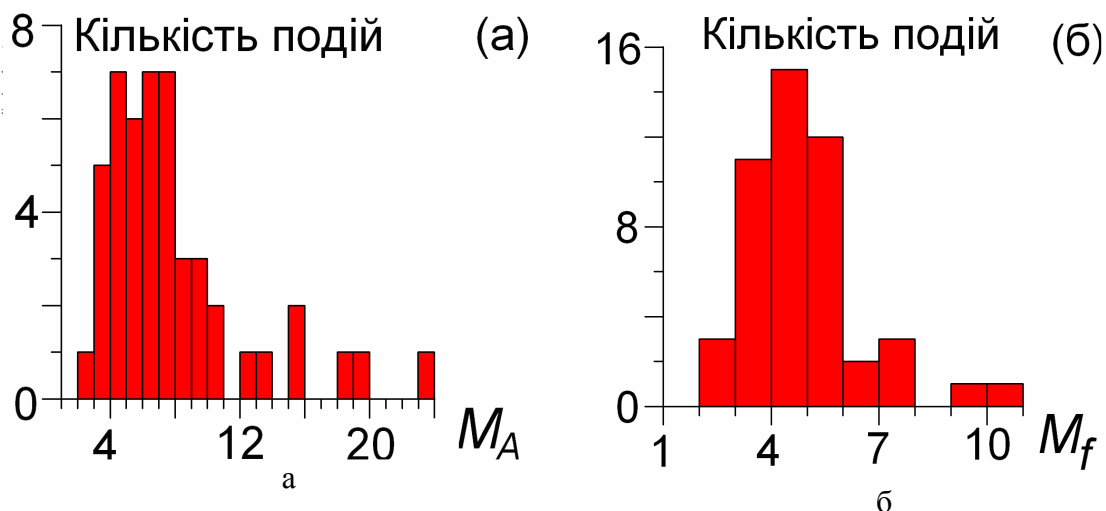 Кількість подій (а)
8
4
0
4 12 20 M_A
а
Кількість подій (б)
16
8
0
1 4 7 10 M_f
б